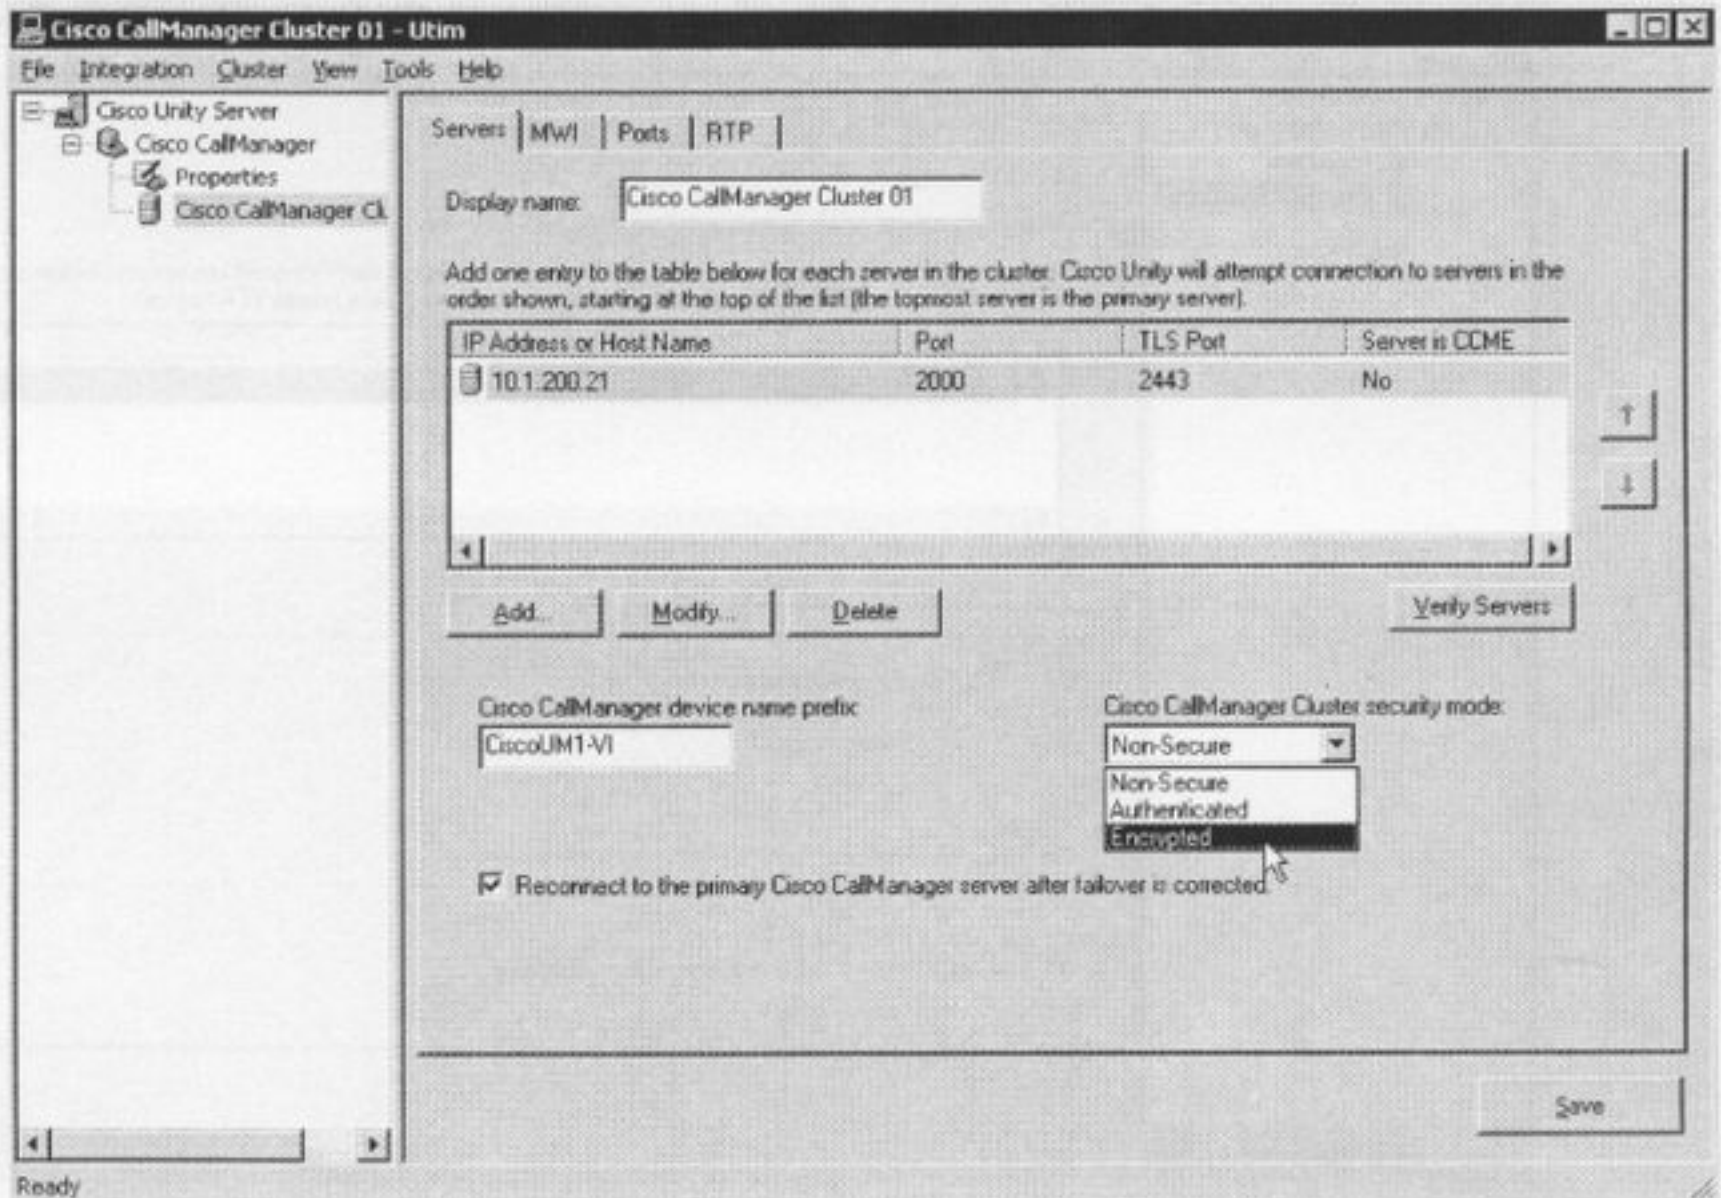 Cisco CallManager Cluster 01 - Utim
File Integration Cluster View Tools Help
Cisco Unity Server
Cisco CallManager
Properties
Cisco CallManager Cl
Servers MWI Ports RTP
Display name: Cisco CallManager Cluster 01
Add one entry to the table below for each server in the cluster. Cisco Unity will attempt connection to servers in the
order shown, starting at the top of the list (the topmost server is the primary server).
IP Address or Host Name Port TLS Port Server is CCME
10.1.200.21 2000 2443 No
Add... Modify... Delete Verify Servers
Cisco CallManager device name prefix: Cisco CallManager Cluster security mode:
CiscoUM1-VI Non-Secure
Non-Secure
Authenticated
Encrypted
Reconnect to the primary Cisco CallManager server after failover is corrected
Save
Ready